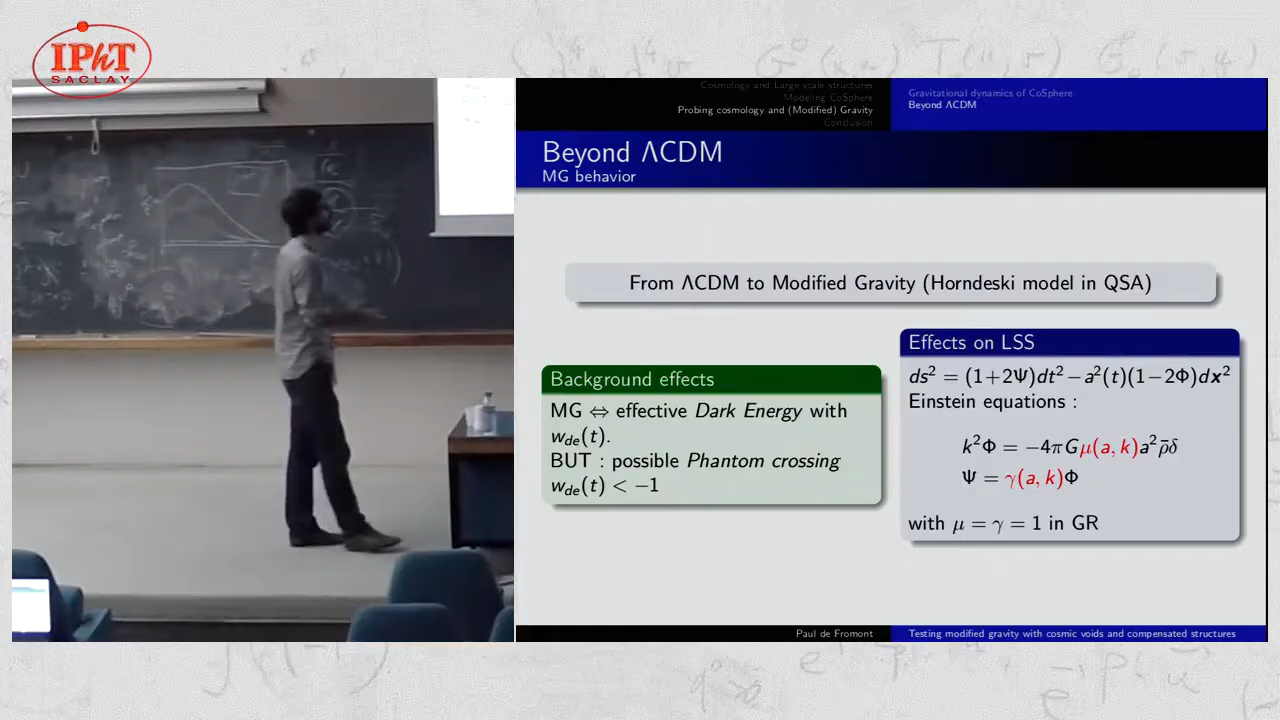 IPhT
SACLAY
Cosmology and Large scale structures
Modeling CoSphere
Probing cosmology and (Modified) Gravity
Conclusion
Gravitational dynamics of CoSphere
Beyond ΛCDM
Beyond ΛCDM
MG behavior
From ΛCDM to Modified Gravity (Horndeski model in QSA)
Background effects
MG ⇔ effective Dark Energy with
w_de(t).
BUT : possible Phantom crossing
w_de(t) < −1
Effects on LSS
ds² = (1+2Ψ)dt² − a²(t)(1−2Φ)dx²
Einstein equations :
k²Φ = −4πGμ(a, k)a²ρ̄δ
Ψ = γ(a, k)Φ
with μ = γ = 1 in GR
Paul de Fromont
Testing modified gravity with cosmic voids and compensated structures